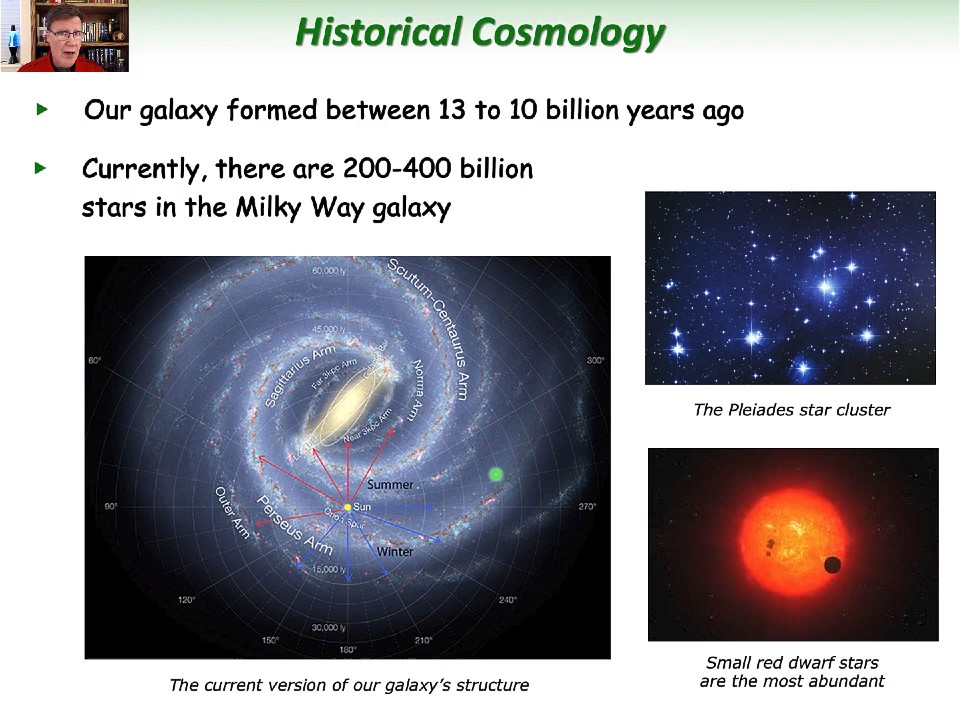 Historical Cosmology
Our galaxy formed between 13 to 10 billion years ago
Currently, there are 200-400 billion
stars in the Milky Way galaxy
60,000 ly
Scutum-Centaurus Arm
45,000 ly
Sagittarius Arm
60°
300°
Far 3kpc Arm
Norma Arm
Near 3kpc Arm
Summer
90°
Sun
270°
Outer Arm
Perseus Arm
Orion Spur
Winter
15,000 ly
120°
240°
30,000 ly
150°
210°
180°
The current version of our galaxy's structure
The Pleiades star cluster
Small red dwarf stars
are the most abundant